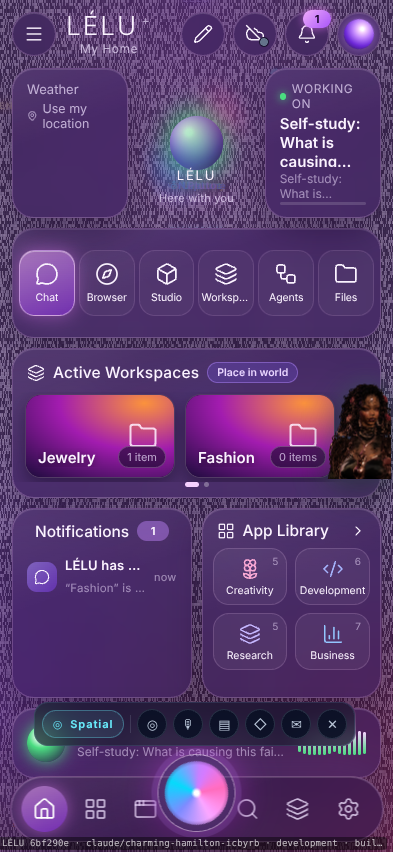 LÉLU +
My Home
1
Weather
Use my
location
LÉLU
Here with you
WORKING
ON
Self-study:
What is
causing...
Self-study:
What is...
Chat
Browser
Studio
Worksp...
Agents
Files
Active Workspaces
Place in world
Jewelry
1 item
Fashion
0 items
Notifications
1
LÉLU has ...
now
“Fashion” is ...
App Library
5
Creativity
6
Development
5
Research
7
Business
Spatial
Self-study: What is causing this fai...
LÉLU 6bf290e · claude/charming-hamilton-icbyrb · development · buil…